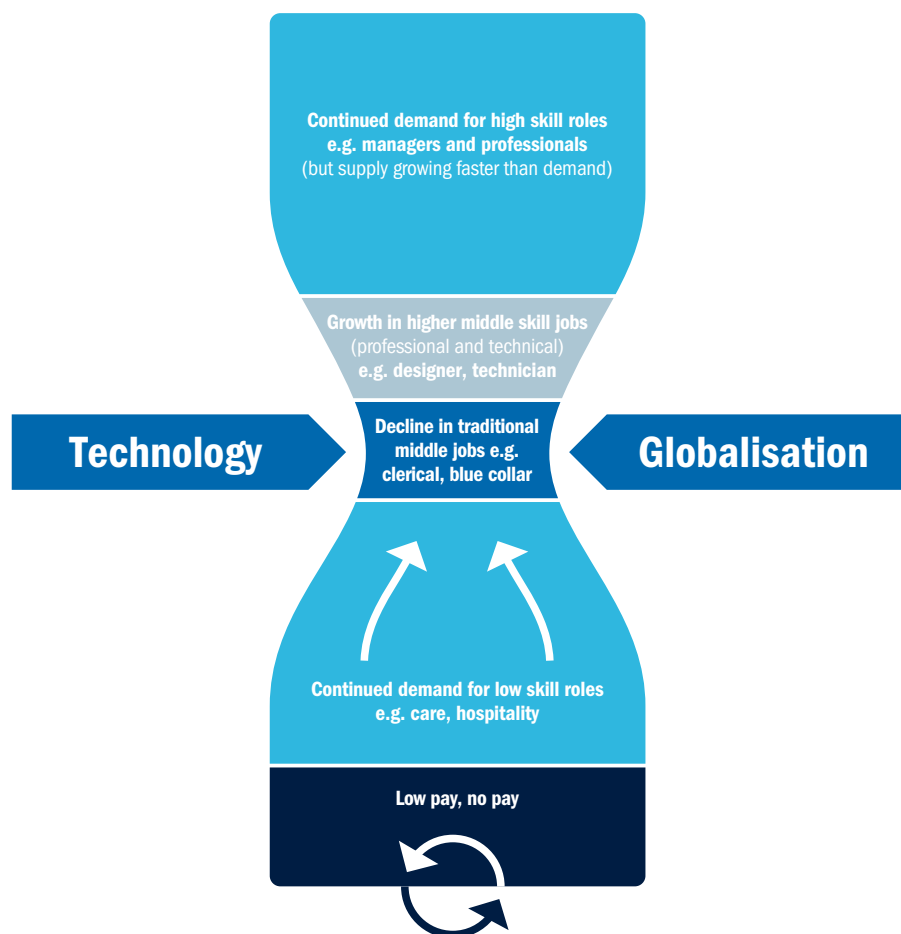 Continued demand for high skill roles
e.g. managers and professionals
(but supply growing faster than demand)
Growth in higher middle skill jobs
(professional and technical)
e.g. designer, technician
Technology
Decline in traditional
middle jobs e.g.
clerical, blue collar
Globalisation
Continued demand for low skill roles
e.g. care, hospitality
Low pay, no pay